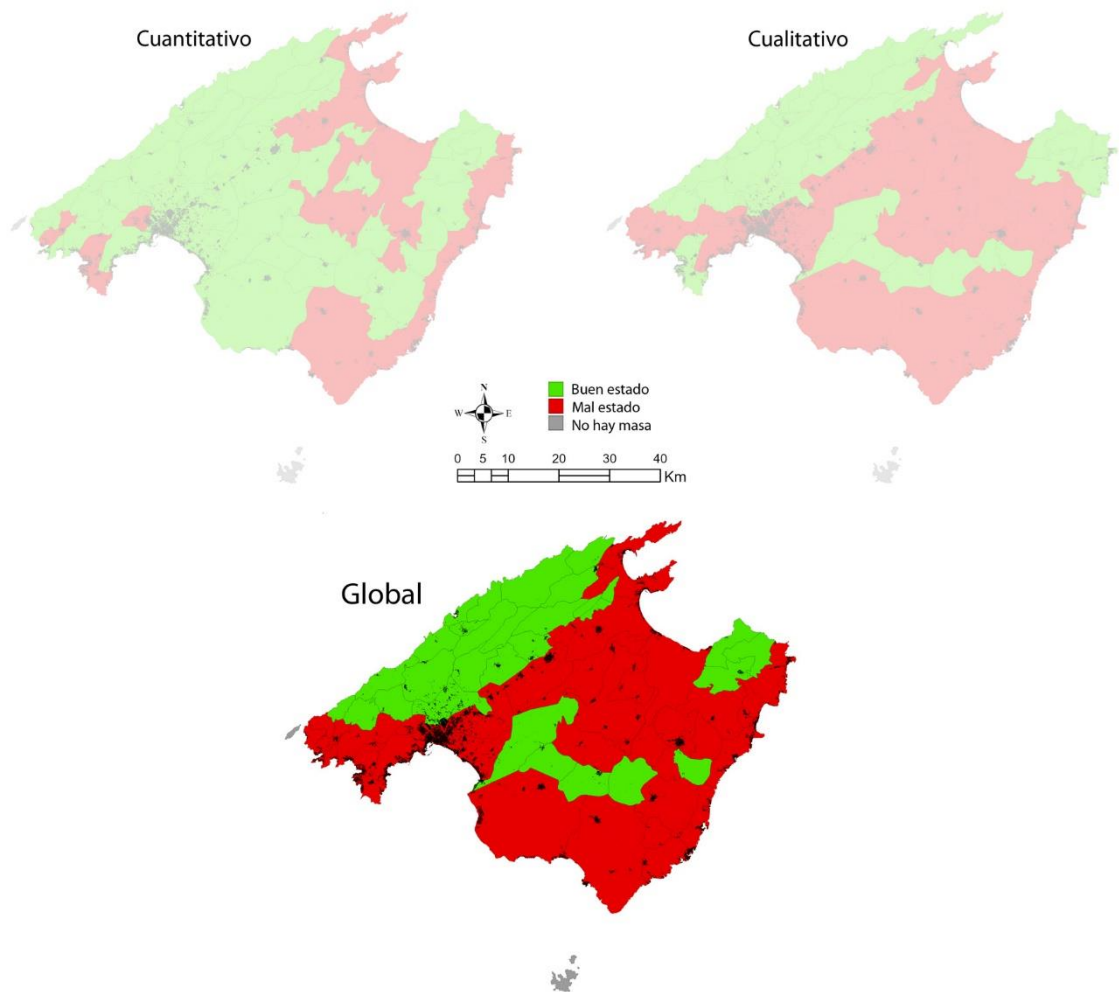 Cuantitativo
Cualitativo
N
W E
S
Buen estado
Mal estado
No hay masa
0 5 10 20 30 40
Km
Global